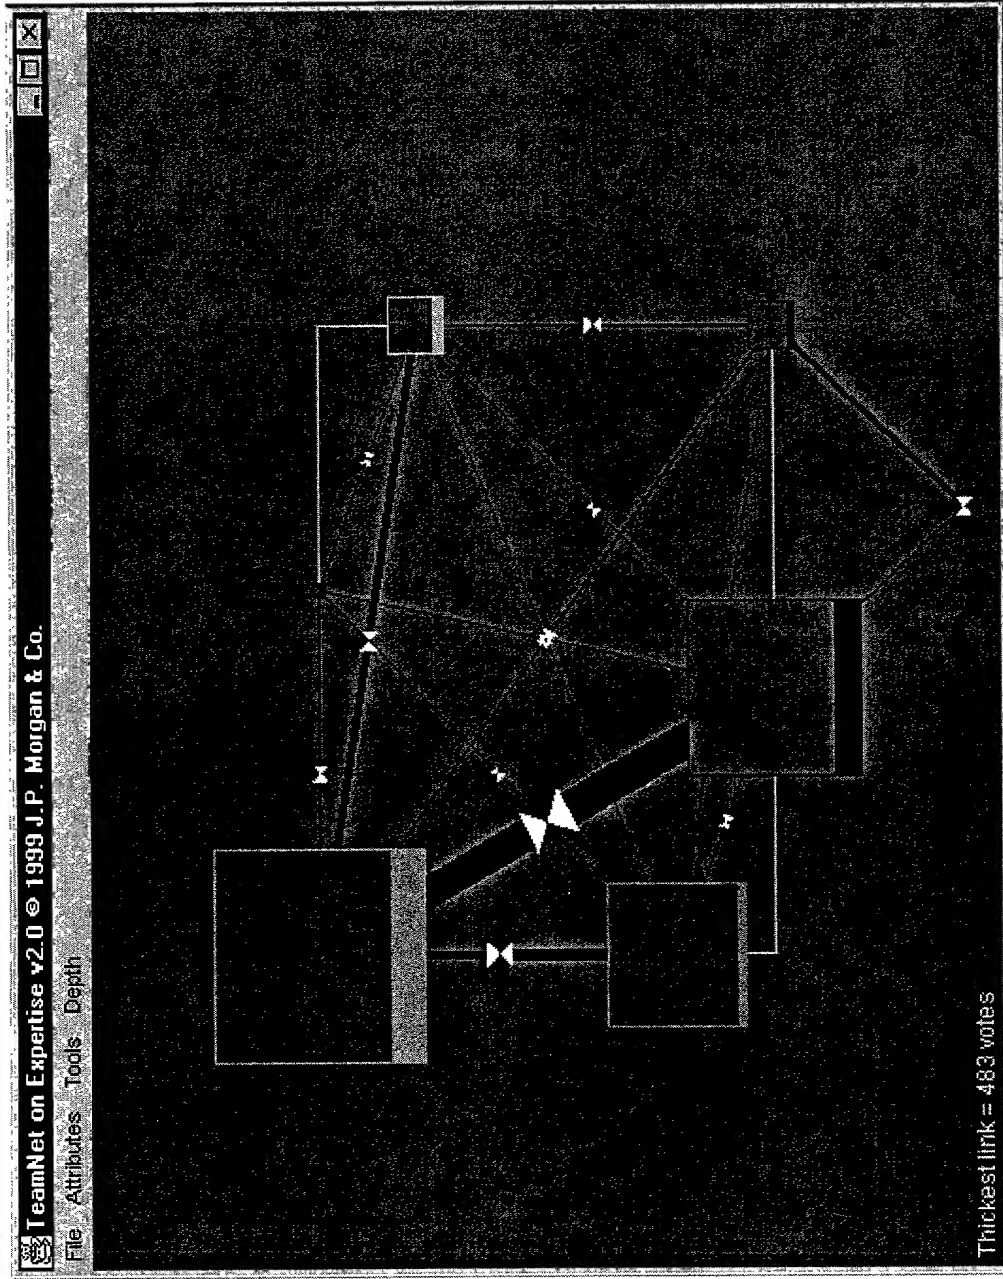 TeamNet on Expertise v2.0 © 1999 J.P. Morgan & Co.
File Attributes Tools Depth
Thickest link = 483 votes